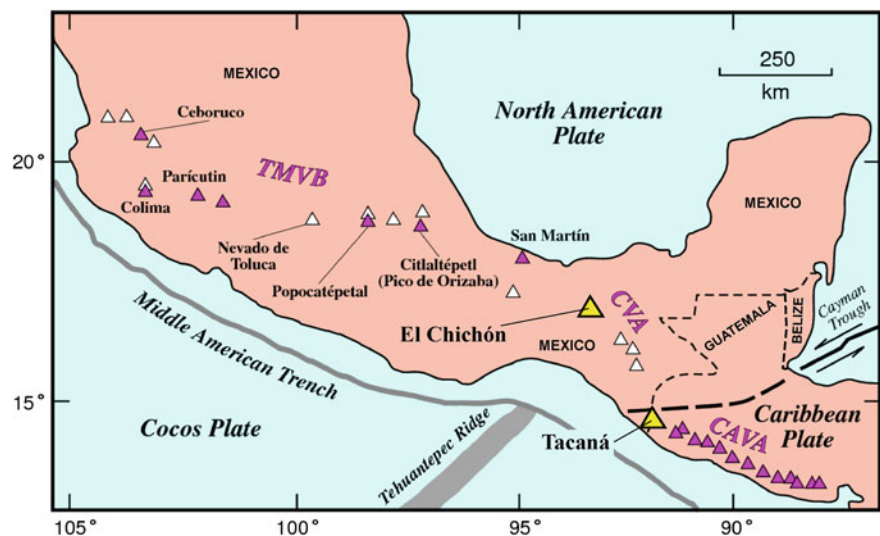 MEXICO
250
km
Ceboruco
North American
Plate
20°
TMVB
Parícutin
MEXICO
Colima
San Martín
Nevado de
Toluca
Citlaltépetl
(Pico de Orizaba)
Popocatépetal
CVA
GUATEMALA
BELIZE
Cayman
Trough
El Chichón
MEXICO
Middle American Trench
15°
Caribbean
Plate
Cocos Plate
Tehuantepec Ridge
Tacaná
CAVA
105°
100°
95°
90°